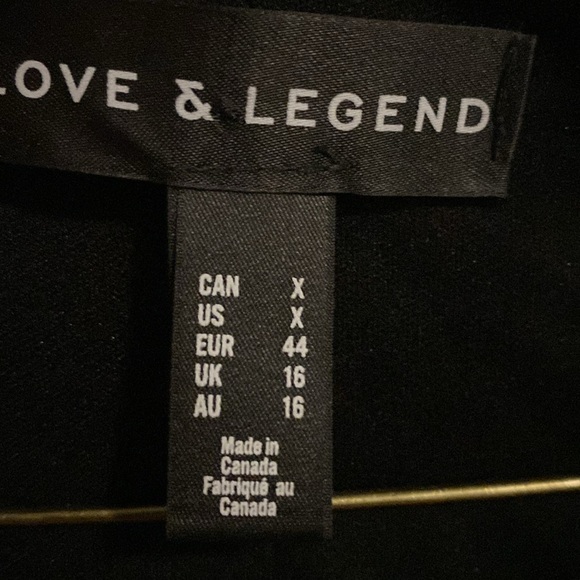 LOVE & LEGEND
CAN X
US X
EUR 44
UK 16
AU 16
Made in
Canada
Fabriqué au
Canada